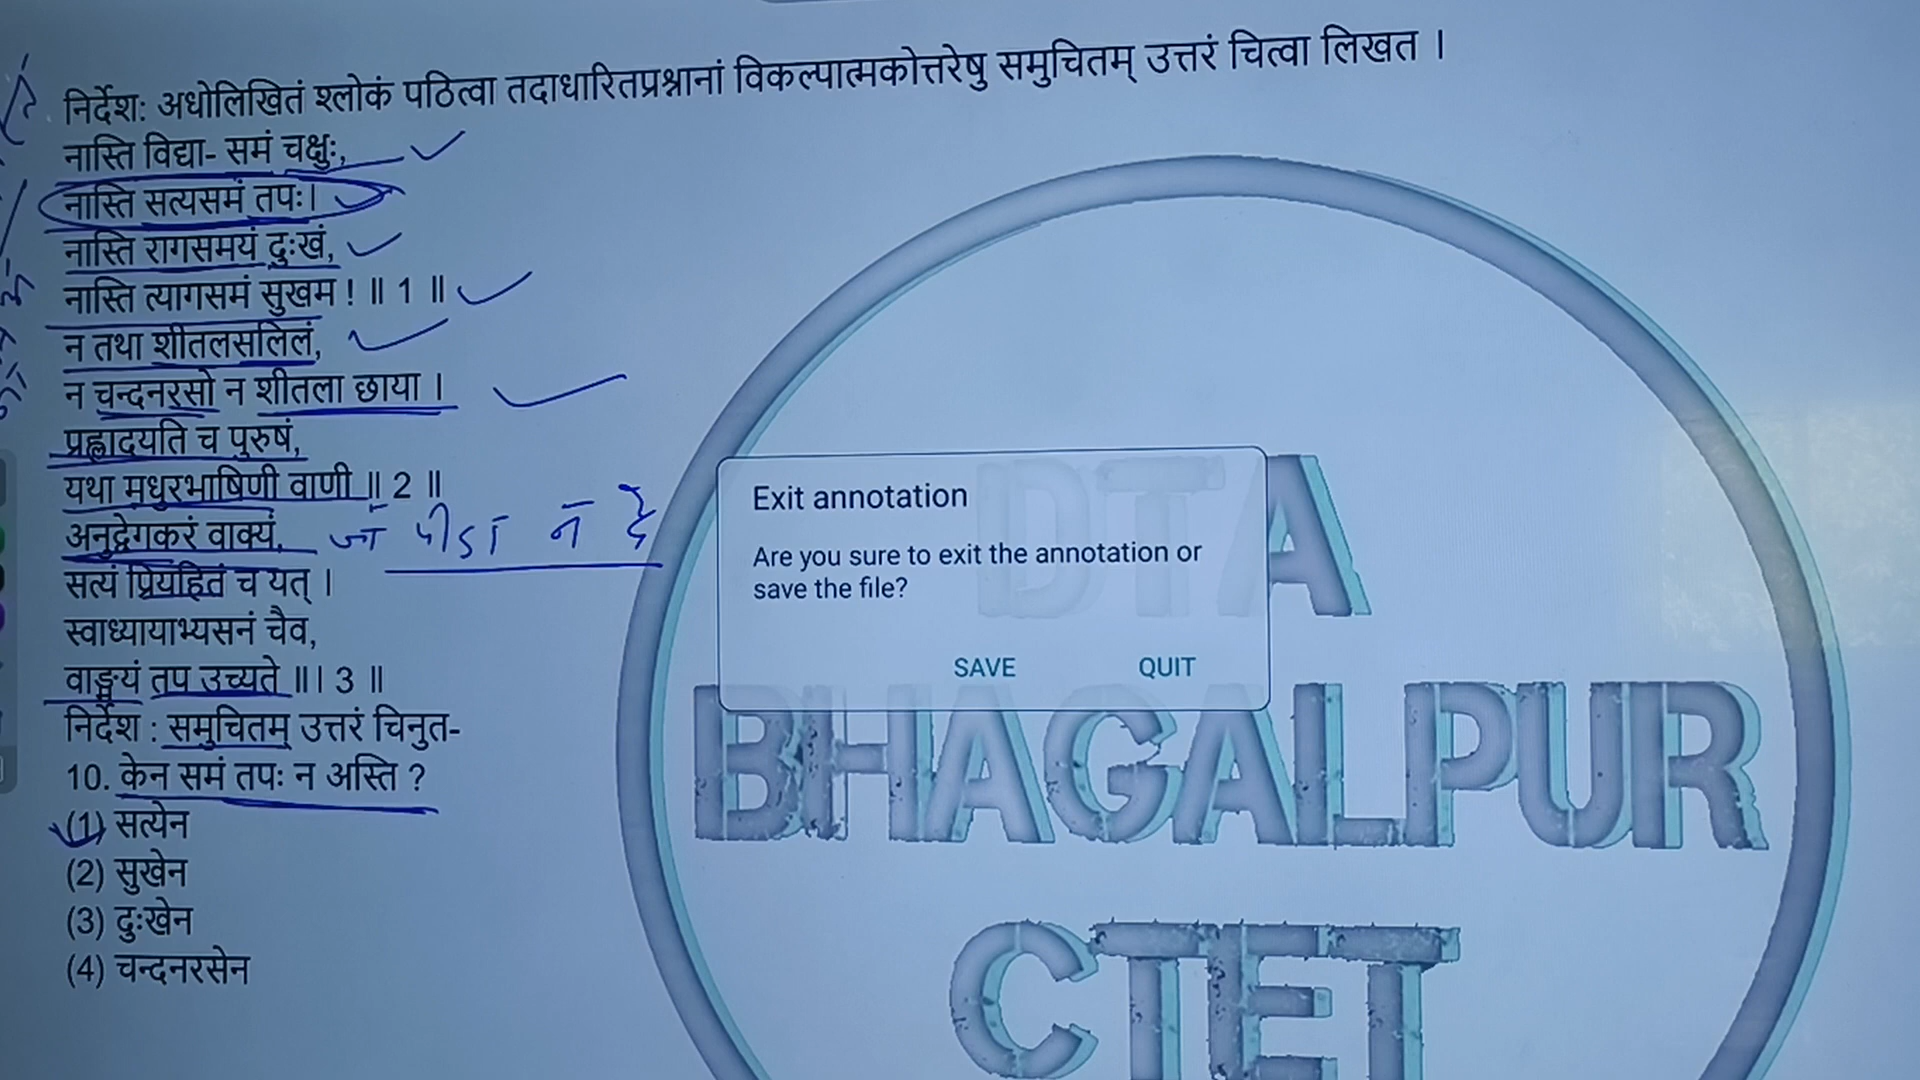 निर्देश: अधोलिखितं श्लोकं पठित्वा तदाधारितप्रश्नानां विकल्पात्मकोत्तरेषु समुचितम् उत्तरं चित्वा लिखत ।
नास्ति विद्या- समं चक्षुः,
नास्ति सत्यसमं तपः।
नास्ति रागसमयं दुःखं,
नास्ति त्यागसमं सुखम ! ॥ 1 ॥
न तथा शीतलसलिलं,
न चन्दनरसो न शीतला छाया ।
प्रह्लादयति च पुरुषं,
यथा मधुरभाषिणी वाणी ॥ 2 ॥
अनुद्वेगकरं वाक्यं, जो पीडा न दे
सत्यं प्रियहितं च यत् ।
स्वाध्यायाभ्यसनं चैव,
वाङ्मयं तप उच्यते ॥। 3 ॥
निर्देश : समुचितम् उत्तरं चिनुत-
10. केन समं तपः न अस्ति ?
(1) सत्येन
(2) सुखेन
(3) दुःखेन
(4) चन्दनरसेन
Exit annotation
Are you sure to exit the annotation or
save the file?
SAVE QUIT
DTA
BHAGALPUR
CTET